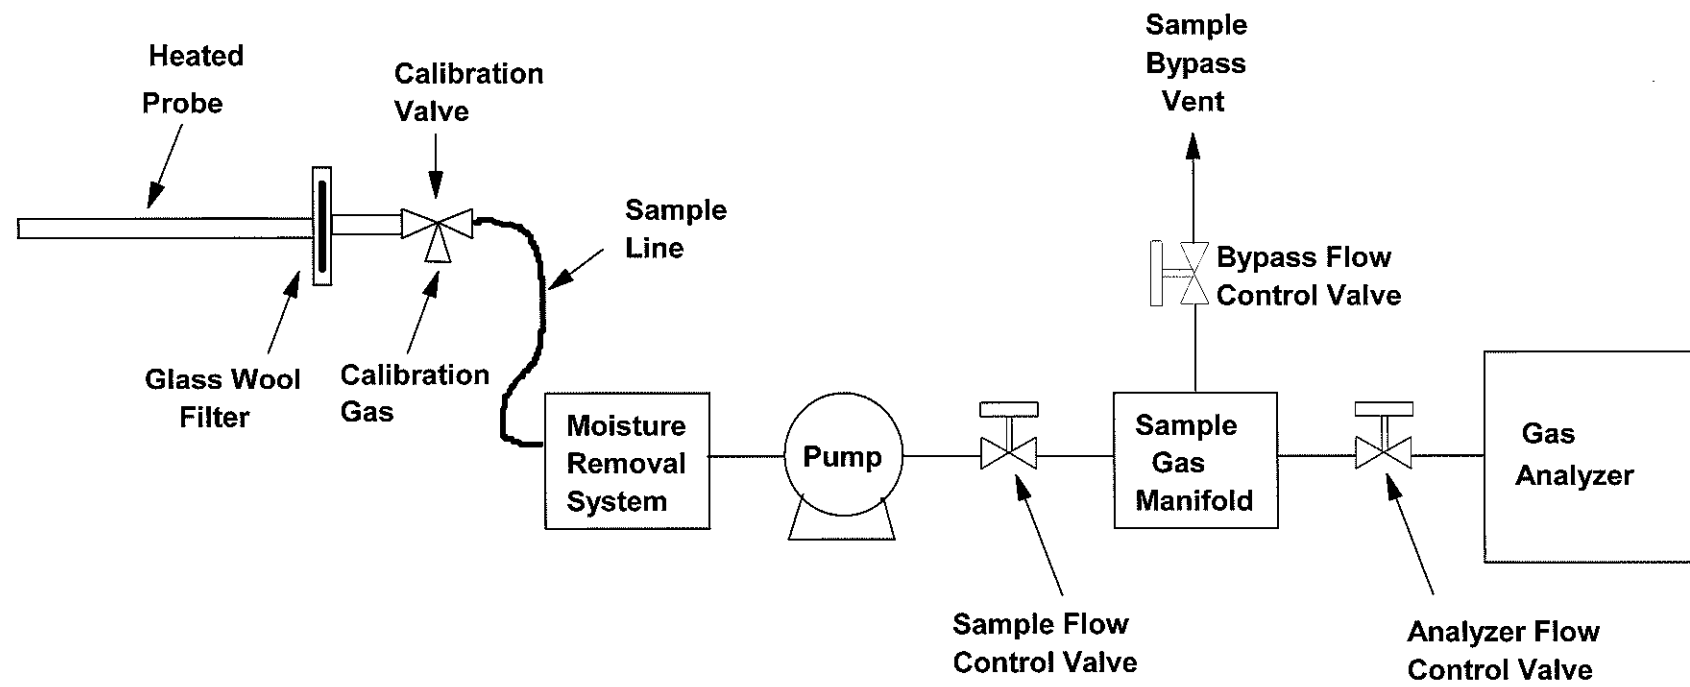 Heated
Probe
Calibration
Valve
Sample
Bypass
Vent
Sample
Line
Bypass Flow
Control Valve
Glass Wool
Filter
Calibration
Gas
Moisture
Removal
System
Pump
Sample
Gas
Manifold
Gas
Analyzer
Sample Flow
Control Valve
Analyzer Flow
Control Valve